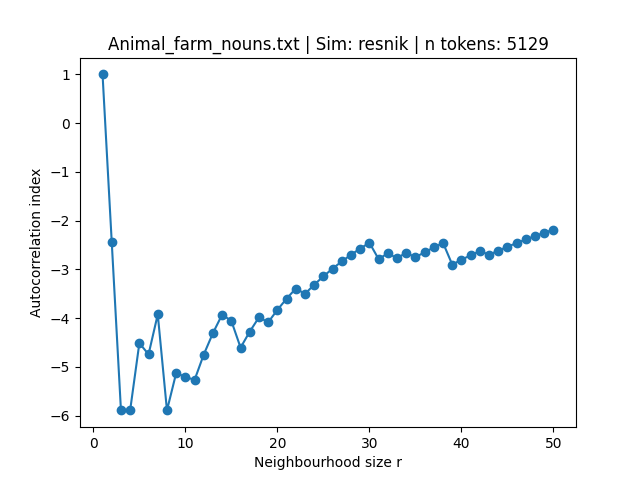 Animal_farm_nouns.txt | Sim: resnik | n tokens: 5129
1
0
−1
−2
−3
−4
−5
−6
Autocorrelation index
0 10 20 30 40 50
Neighbourhood size r